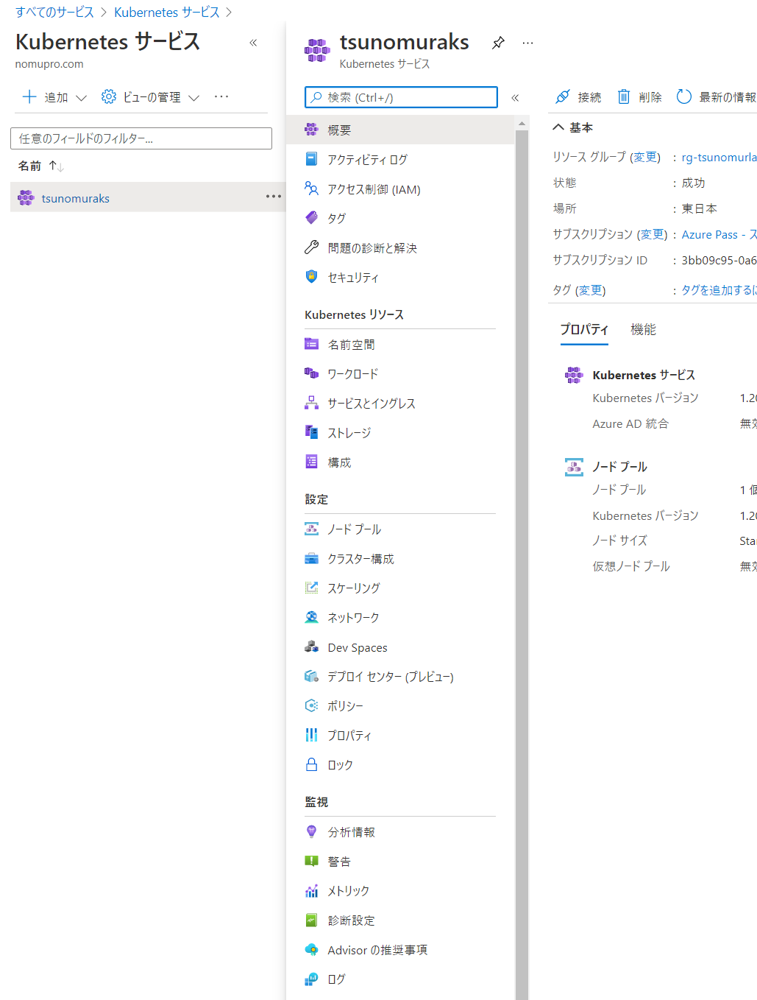 すべてのサービス > Kubernetes サービス >
Kubernetes サービス
nomupro.com
追加
ビューの管理
任意のフィールドのフィルター...
名前
tsunomuraks
tsunomuraks
Kubernetes サービス
検索 (Ctrl+/)
概要
アクティビティ ログ
アクセス制御 (IAM)
タグ
問題の診断と解決
セキュリティ
Kubernetes リソース
名前空間
ワークロード
サービスとイングレス
ストレージ
構成
設定
ノード プール
クラスター構成
スケーリング
ネットワーク
Dev Spaces
デプロイ センター (プレビュー)
ポリシー
プロパティ
ロック
監視
分析情報
警告
メトリック
診断設定
Advisor の推奨事項
ログ
接続
削除
最新の情報
基本
リソース グループ (変更) : rg-tsunomurla
状態 : 成功
場所 : 東日本
サブスクリプション (変更) : Azure Pass - ス
サブスクリプション ID : 3bb09c95-0a6
タグ (変更) : タグを追加するに
プロパティ
機能
Kubernetes サービス
Kubernetes バージョン 1.20
Azure AD 統合 無効
ノード プール
ノード プール 1 個
Kubernetes バージョン 1.20
ノード サイズ Star
仮想ノード プール 無効